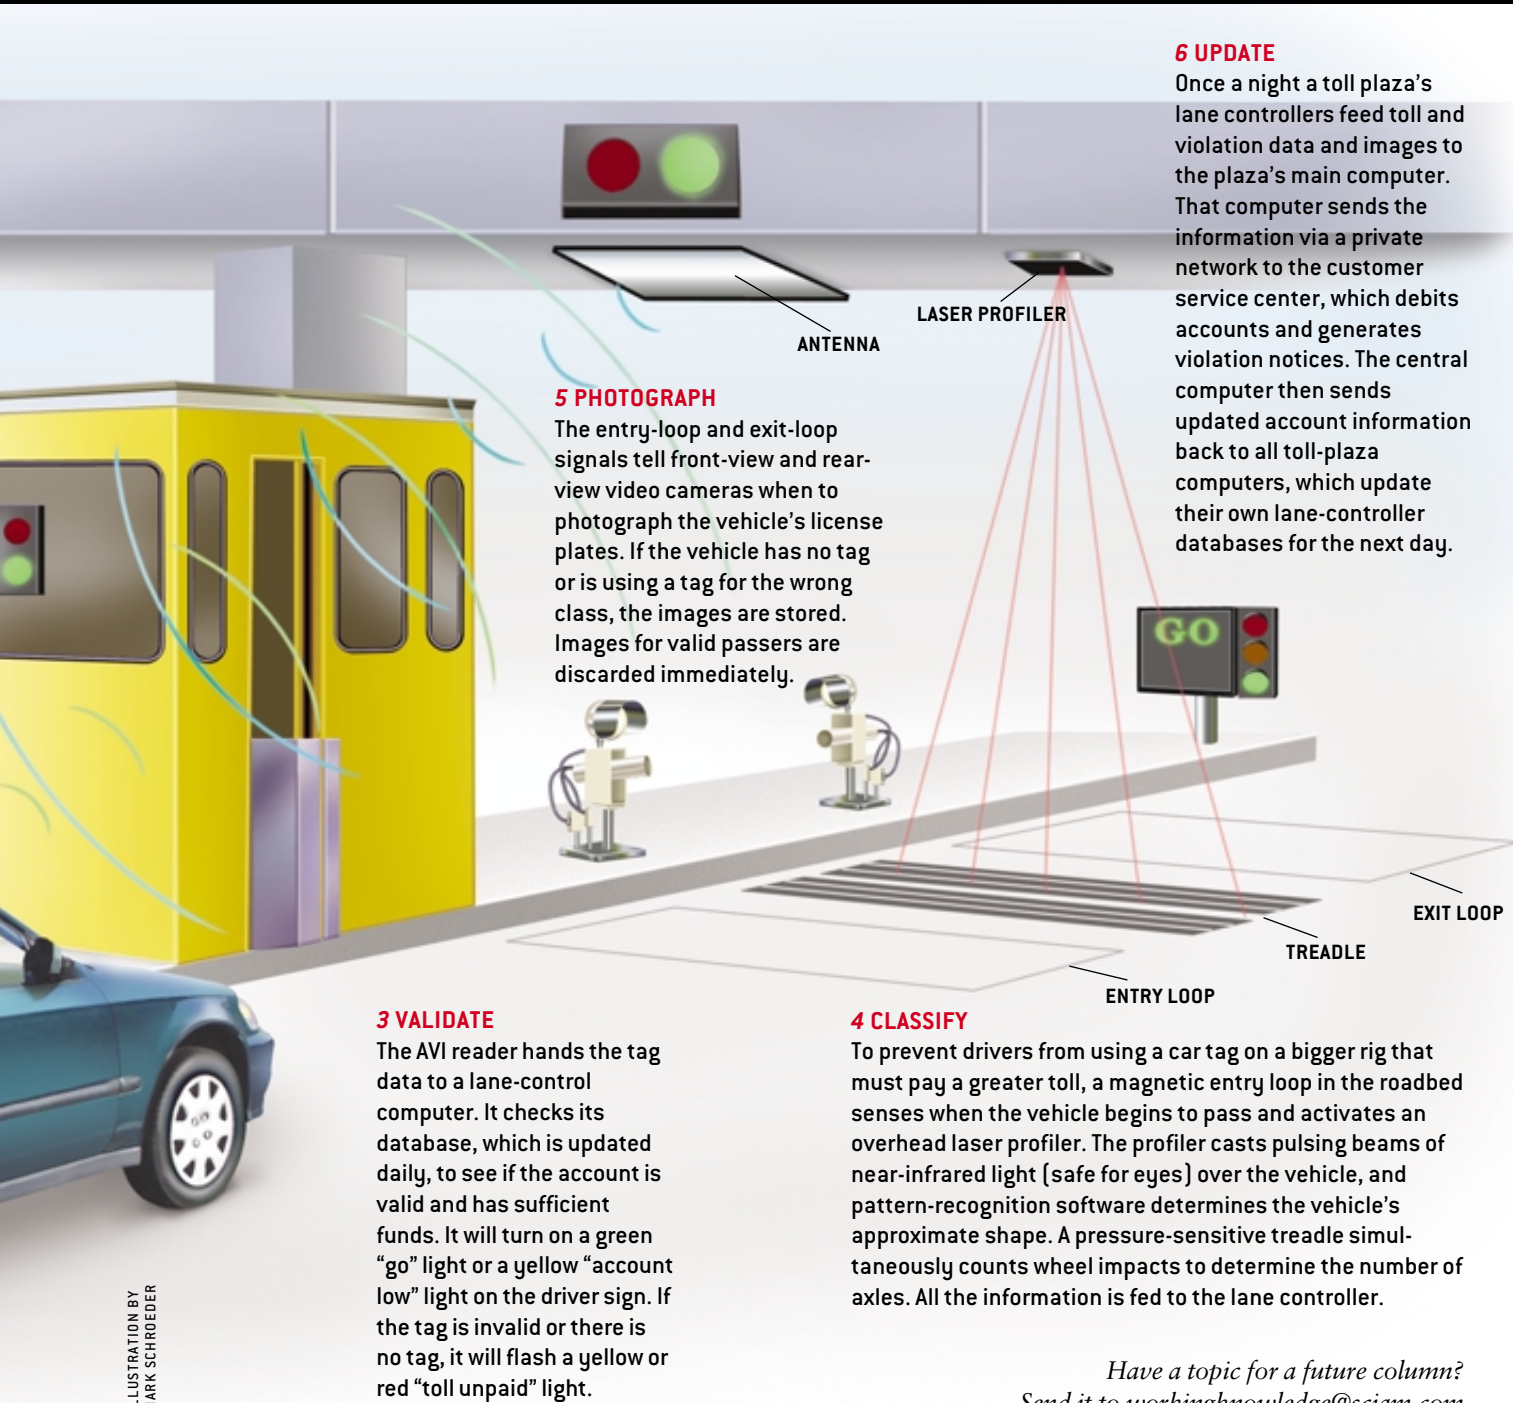 6 UPDATE
Once a night a toll plaza's
lane controllers feed toll and
violation data and images to
the plaza's main computer.
That computer sends the
information via a private
network to the customer
service center, which debits
accounts and generates
violation notices. The central
computer then sends
updated account information
back to all toll-plaza
computers, which update
their own lane-controller
databases for the next day.
LASER PROFILER
ANTENNA
5 PHOTOGRAPH
The entry-loop and exit-loop
signals tell front-view and rear-
view video cameras when to
photograph the vehicle's license
plates. If the vehicle has no tag
or is using a tag for the wrong
class, the images are stored.
Images for valid passers are
discarded immediately.
GO
EXIT LOOP
TREADLE
ENTRY LOOP
3 VALIDATE
The AVI reader hands the tag
data to a lane-control
computer. It checks its
database, which is updated
daily, to see if the account is
valid and has sufficient
funds. It will turn on a green
“go” light or a yellow “account
low” light on the driver sign. If
the tag is invalid or there is
no tag, it will flash a yellow or
red “toll unpaid” light.
4 CLASSIFY
To prevent drivers from using a car tag on a bigger rig that
must pay a greater toll, a magnetic entry loop in the roadbed
senses when the vehicle begins to pass and activates an
overhead laser profiler. The profiler casts pulsing beams of
near-infrared light (safe for eyes) over the vehicle, and
pattern-recognition software determines the vehicle's
approximate shape. A pressure-sensitive treadle simul-
taneously counts wheel impacts to determine the number of
axles. All the information is fed to the lane controller.
LLUSTRATION BY
ARK SCHROEDER
Have a topic for a future column?
Send it to workingknowledge@sciam.com